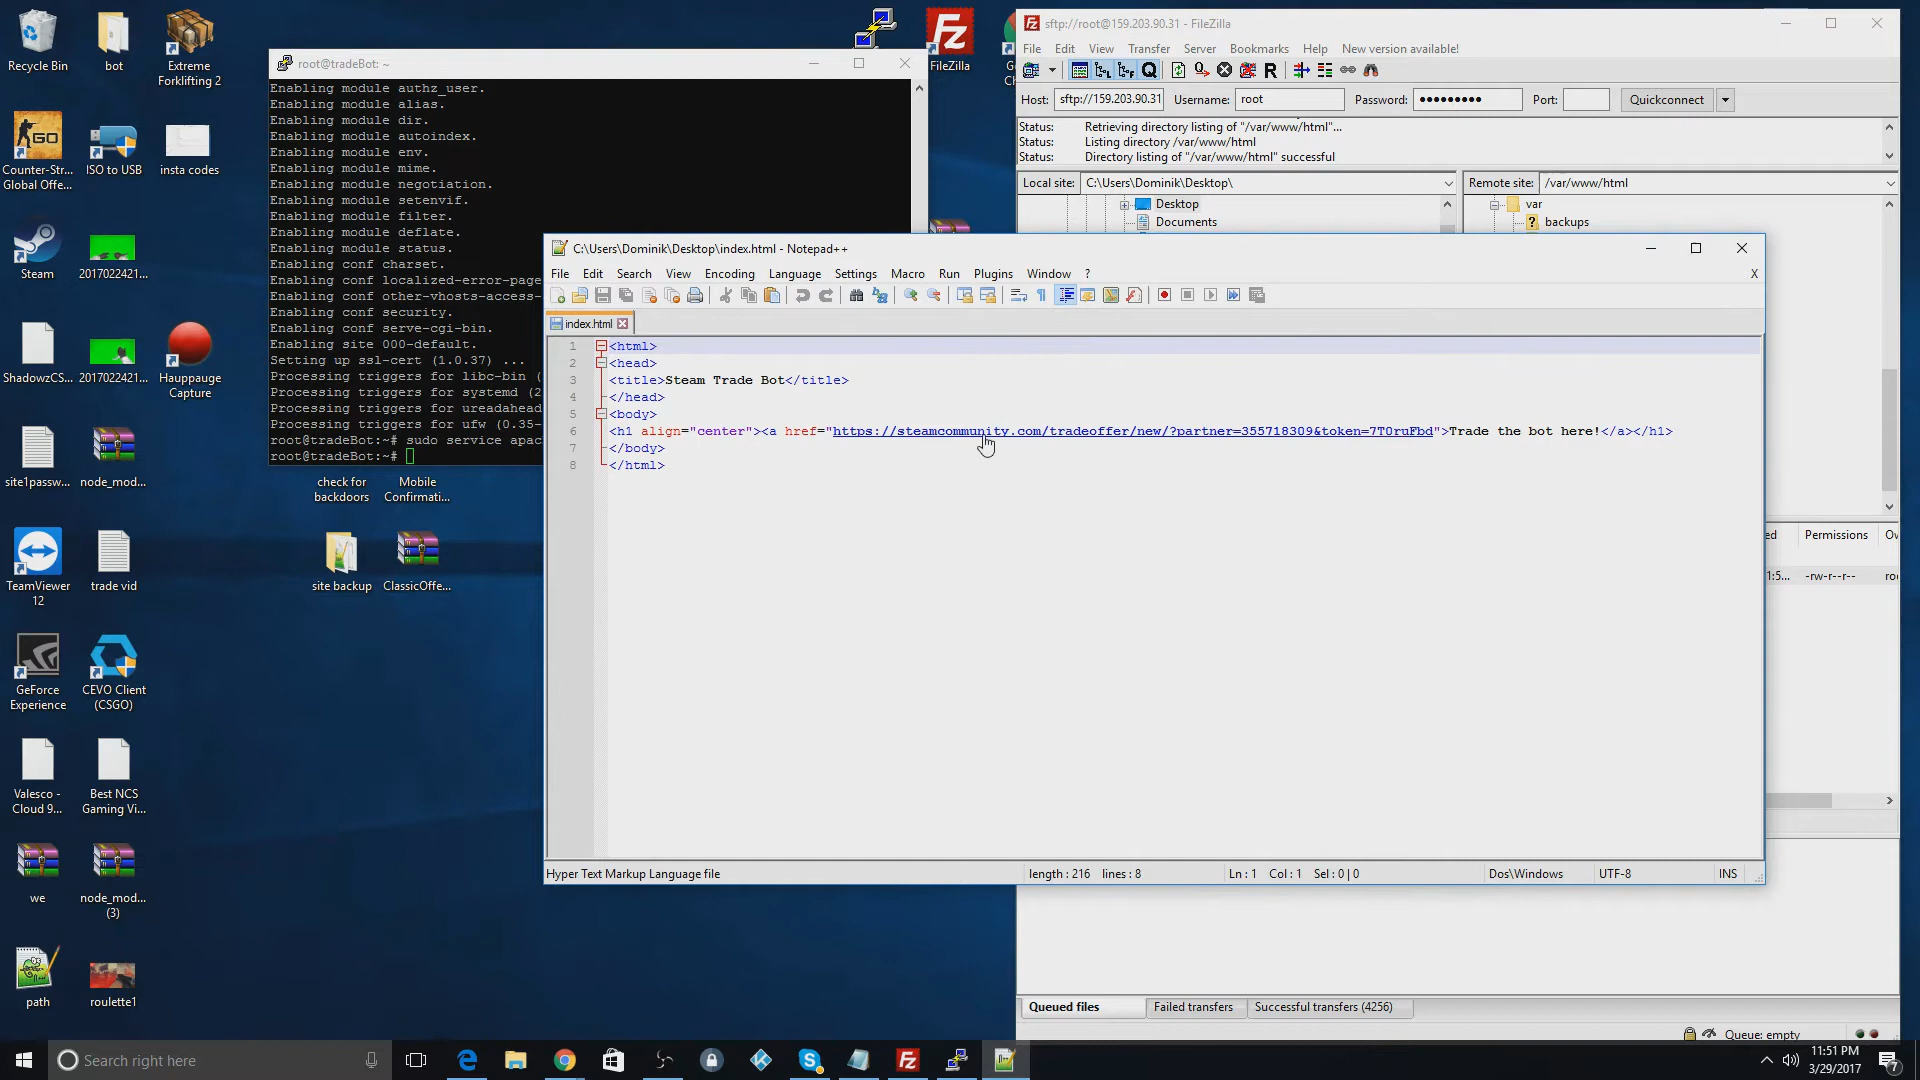 Recycle Bin
bot
Extreme
Forklifting 2
Counter-Str...
Global Offe...
ISO to USB
insta codes
Steam
2017022421...
ShadowzCS...
2017022421...
Hauppauge
Capture
site1passw...
node_mod...
TeamViewer
12
trade vid
GeForce
Experience
CEVO Client
(CSGO)
Valesco -
Cloud 9...
Best NCS
Gaming Vi...
we
node_mod...
(3)
path
roulette1
check for
backdoors
Mobile
Confirmati...
site backup
ClassicOffe...
FileZilla
root@tradeBot: ~
Enabling module authz_user.
Enabling module alias.
Enabling module dir.
Enabling module autoindex.
Enabling module env.
Enabling module mime.
Enabling module negotiation.
Enabling module setenvif.
Enabling module filter.
Enabling module deflate.
Enabling module status.
Enabling conf charset.
Enabling conf localized-error-page
Enabling conf other-vhosts-access-
Enabling conf security.
Enabling conf serve-cgi-bin.
Enabling site 000-default.
Setting up ssl-cert (1.0.37) ...
Processing triggers for libc-bin (
Processing triggers for systemd (2
Processing triggers for ureadahead
Processing triggers for ufw (0.35-
root@tradeBot:~# sudo service apac
root@tradeBot:~#
sftp://root@159.203.90.31 - FileZilla
File Edit View Transfer Server Bookmarks Help New version available!
Host: sftp://159.203.90.31 Username: root Password: ●●●●●●●●● Port: Quickconnect
Status: Retrieving directory listing of "/var/www/html"...
Status: Listing directory /var/www/html
Status: Directory listing of "/var/www/html" successful
Local site: C:\Users\Dominik\Desktop\
Remote site: /var/www/html
Desktop
Documents
var
backups
C:\Users\Dominik\Desktop\index.html - Notepad++
File Edit Search View Encoding Language Settings Macro Run Plugins Window ? X
index.html
1 <html>
2 <head>
3 <title>Steam Trade Bot</title>
4 </head>
5 <body>
6 <h1 align="center"><a href="https://steamcommunity.com/tradeoffer/new/?partner=355718309&token=7T0ruFbd">Trade the bot here!</a></h1>
7 </body>
8 </html>
ed Permissions Ov
1:5... -rw-r--r-- roo
Hyper Text Markup Language file length : 216 lines : 8 Ln : 1 Col : 1 Sel : 0 | 0 Dos\Windows UTF-8 INS
Queued files Failed transfers Successful transfers (4256)
Queue: empty
Search right here
11:51 PM
3/29/2017
7